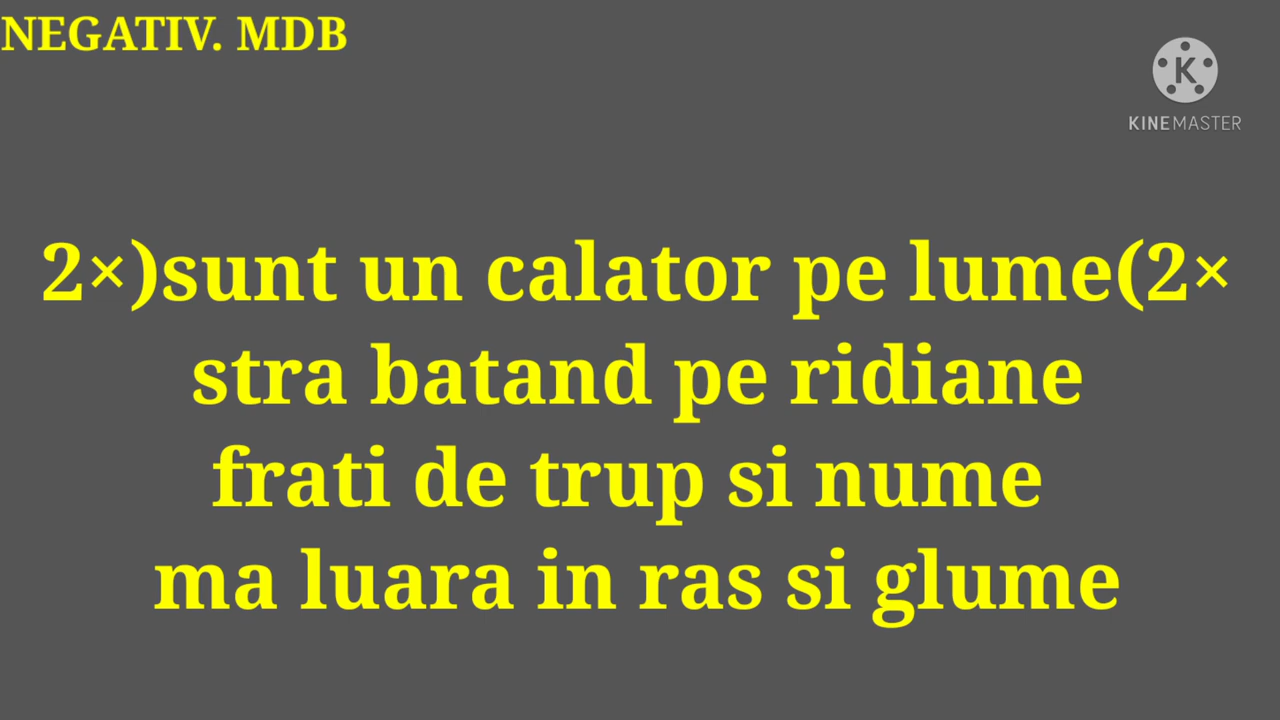 NEGATIV. MDB
K
KINEMASTER
2×)sunt un calator pe lume(2×
stra batand pe ridiane
frati de trup si nume
ma luara in ras si glume